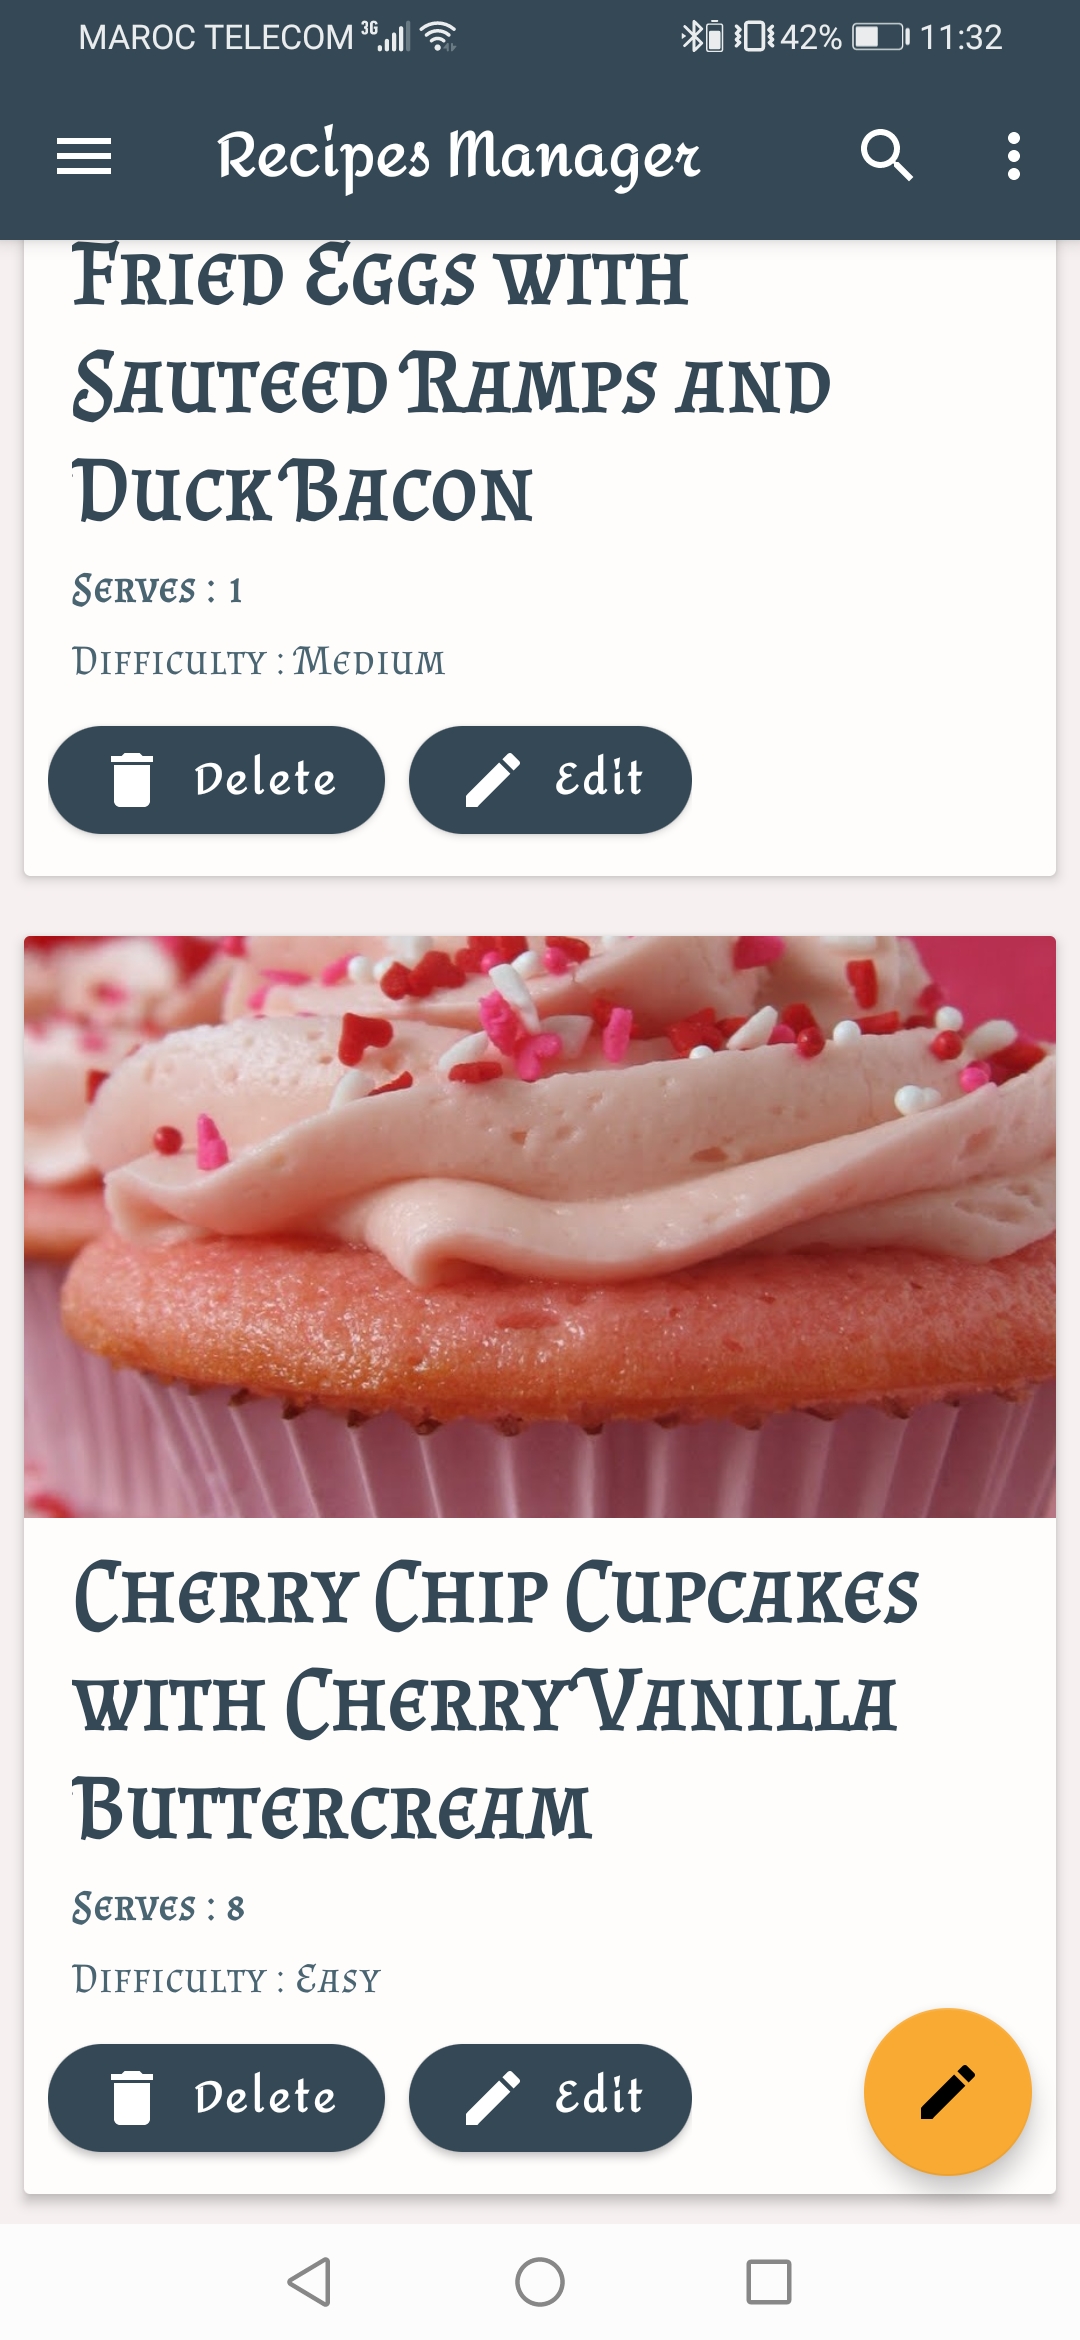 MAROC TELECOM 3G 42% 11:32
Recipes Manager
Fried Eggs with
Sauteed Ramps and
Duck Bacon
Serves : 1
Difficulty : Medium
Delete Edit
Cherry Chip Cupcakes
with Cherry Vanilla
Buttercream
Serves : 8
Difficulty : Easy
Delete Edit